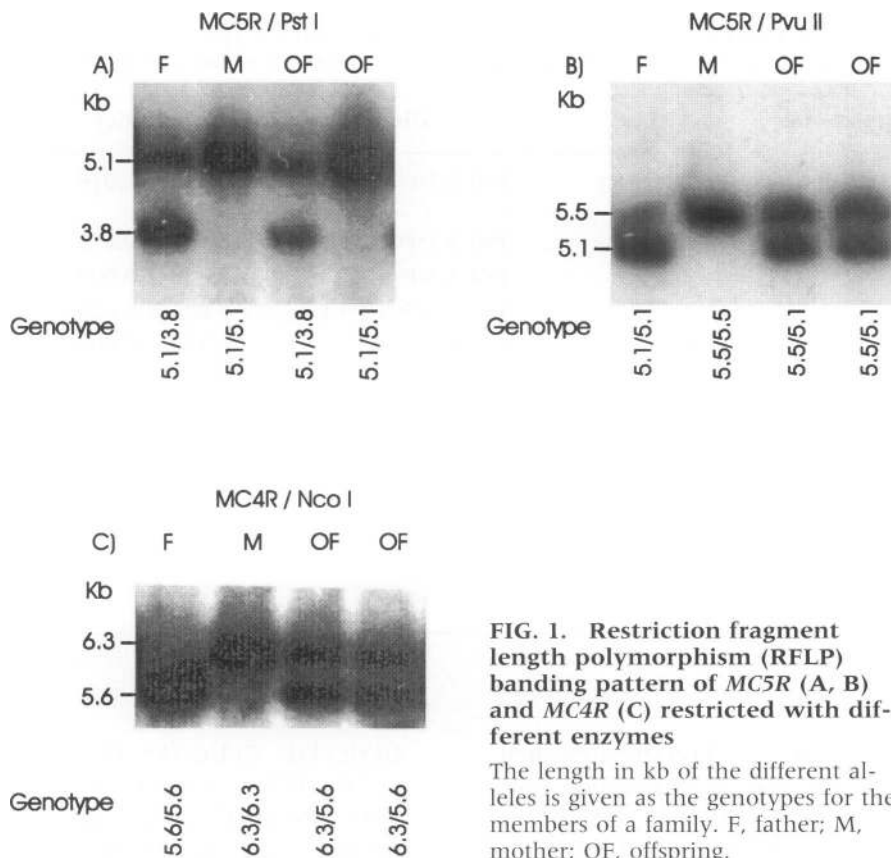 MC5R / Pst I
A) F M OF OF
Kb
5.1
3.8
Genotype
5.1/3.8
5.1/5.1
5.1/3.8
5.1/5.1
MC5R / Pvu II
B) F M OF OF
Kb
5.5
5.1
Genotype
5.1/5.1
5.5/5.5
5.5/5.1
5.5/5.1
MC4R / Nco I
C) F M OF OF
Kb
6.3
5.6
Genotype
5.6/5.6
6.3/6.3
6.3/5.6
6.3/5.6
FIG. 1. Restriction fragment
length polymorphism (RFLP)
banding pattern of MC5R (A, B)
and MC4R (C) restricted with dif-
ferent enzymes
The length in kb of the different al-
leles is given as the genotypes for the
members of a family. F, father; M,
mother; OF, offspring.